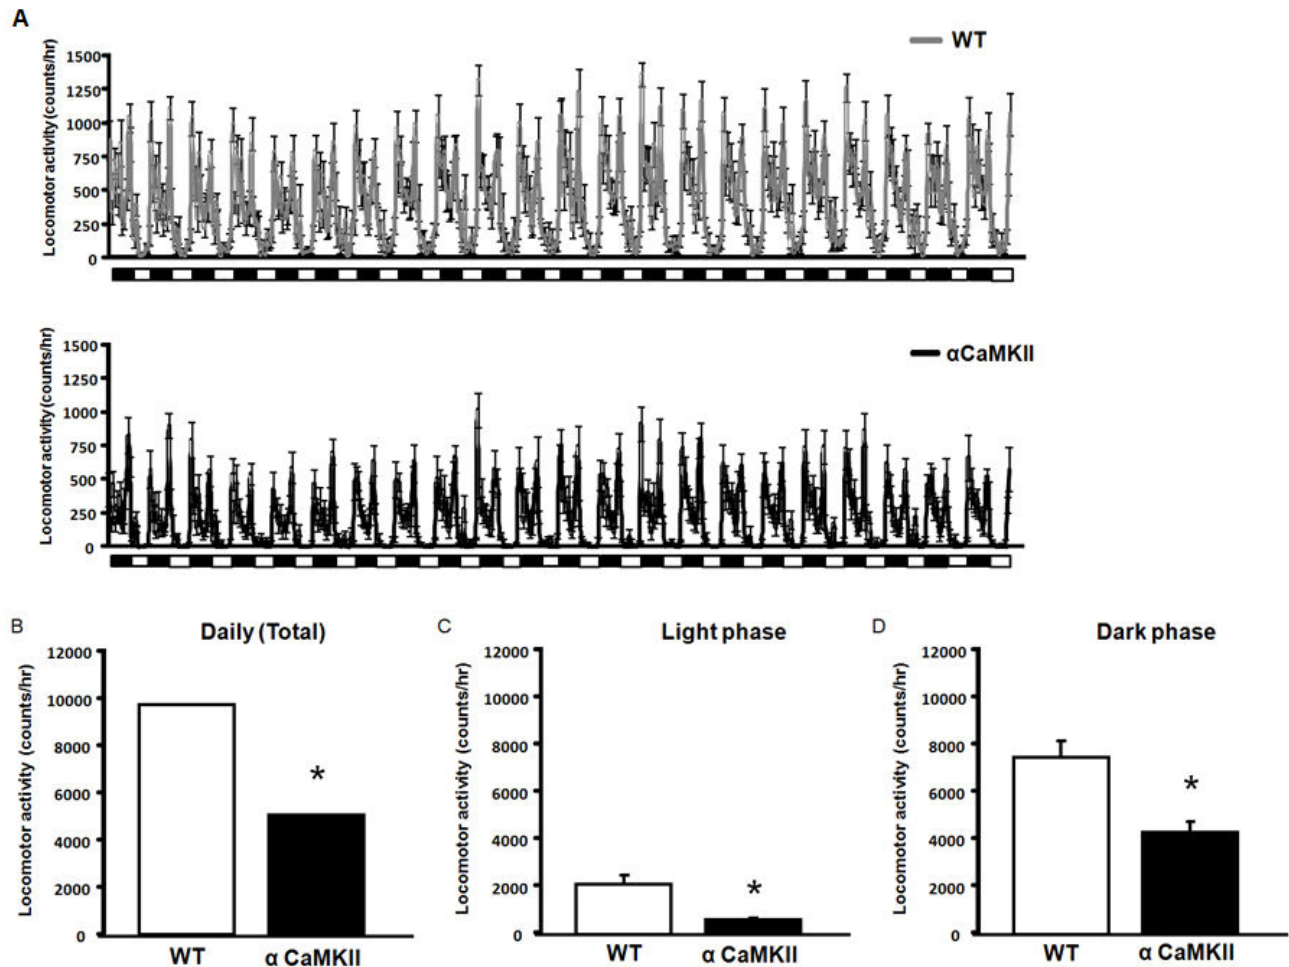 A
WT
Locomotor activity (counts/hr)
1500
1250
1000
750
500
250
0
αCaMKII
Locomotor activity (counts/hr)
1500
1250
1000
750
500
250
0
B
Daily (Total)
Locomotor activity (counts/hr)
12000
10000
8000
6000
4000
2000
0
*
WT
α CaMKII
C
Light phase
Locomotor activity (counts/hr)
12000
10000
8000
6000
4000
2000
0
*
WT
α CaMKII
D
Dark phase
Locomotor activity (counts/hr)
12000
10000
8000
6000
4000
2000
0
*
WT
α CaMKII